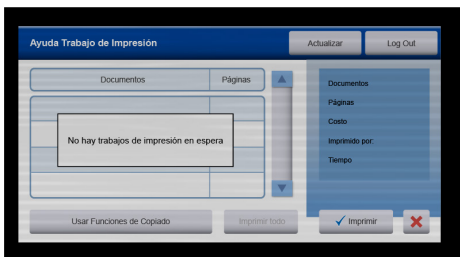 Ayuda Trabajo de Impresión
Actualizar
Log Out
Documentos
Páginas
No hay trabajos de impresión en espera
Documentos
Páginas
Costo
Imprimido por:
Tiempo
Usar Funciones de Copiado
Imprimir todo
Imprimir